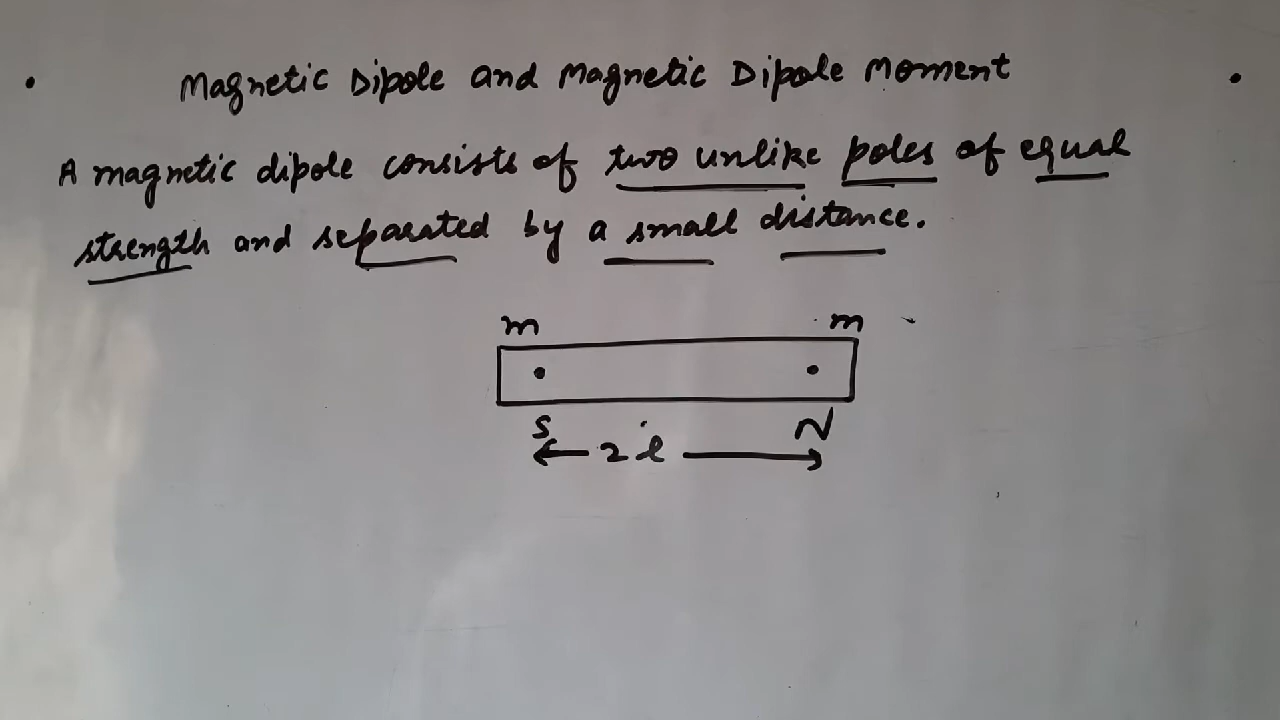 Magnetic Dipole and Magnetic Dipole Moment
A magnetic dipole consists of two unlike poles of equal
strength and separated by a small distance.
m m
S N
2l